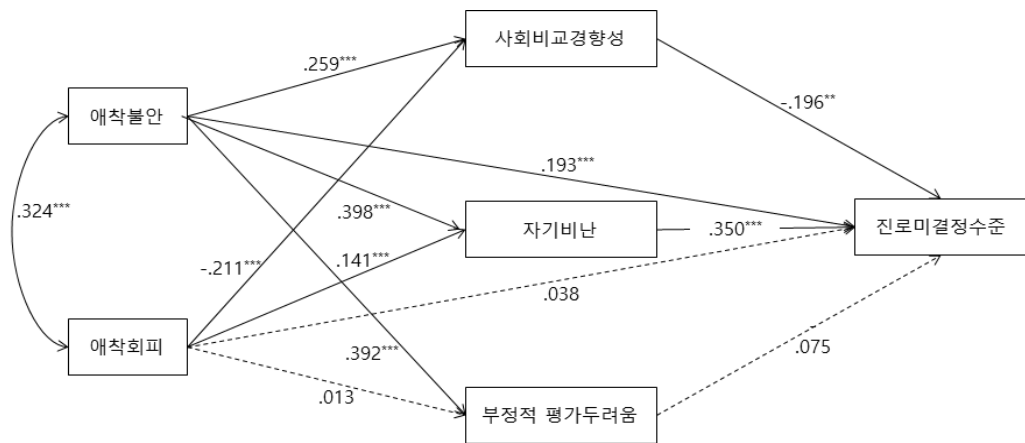 사회비교경향성
.259***
-.196**
애착불안
.193***
.324***
.398***
자기비난
.350***
진로미결정수준
-.211***
.141***
.038
애착회피
.392***
.075
.013
부정적 평가두려움